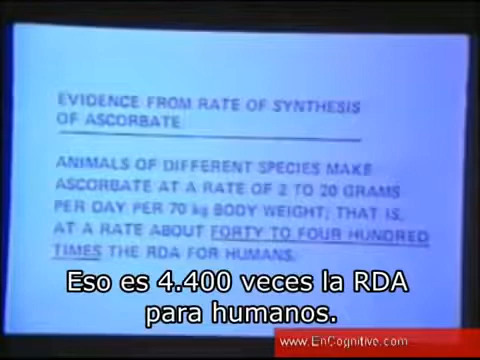 EVIDENCE FROM RATE OF SYNTHESIS
OF ASCORBATE
ANIMALS OF DIFFERENT SPECIES MAKE
ASCORBATE AT A RATE OF 2 TO 20 GRAMS
PER DAY PER 70 kg BODY WEIGHT; THAT IS,
AT A RATE ABOUT FORTY TO FOUR HUNDRED
TIMES THE RDA FOR HUMANS.
Eso es 4.400 veces la RDA
para humanos.
www.EnCognitive.com